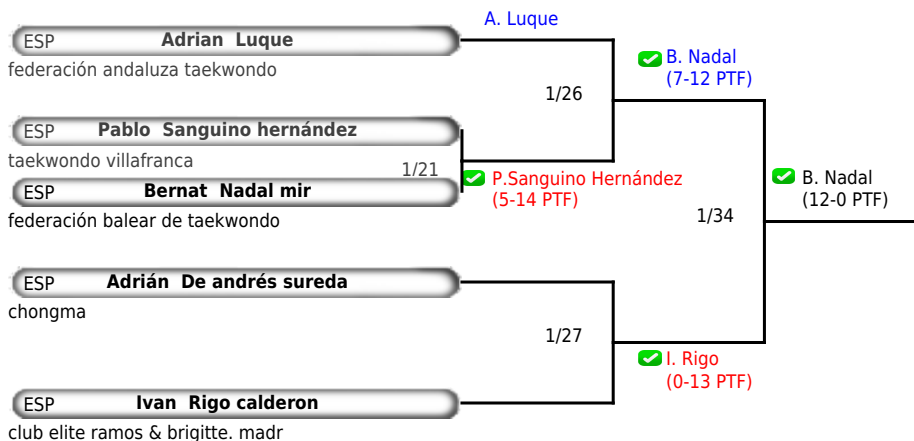 A. Luque
ESP Adrian Luque
federación andaluza taekwondo
B. Nadal
(7-12 PTF)
1/26
ESP Pablo Sanguino hernández
taekwondo villafranca
1/21
P.Sanguino Hernández
(5-14 PTF)
ESP Bernat Nadal mir
federación balear de taekwondo
B. Nadal
(12-0 PTF)
1/34
ESP Adrián De andrés sureda
chongma
1/27
I. Rigo
(0-13 PTF)
ESP Ivan Rigo calderon
club elite ramos & brigitte. madr